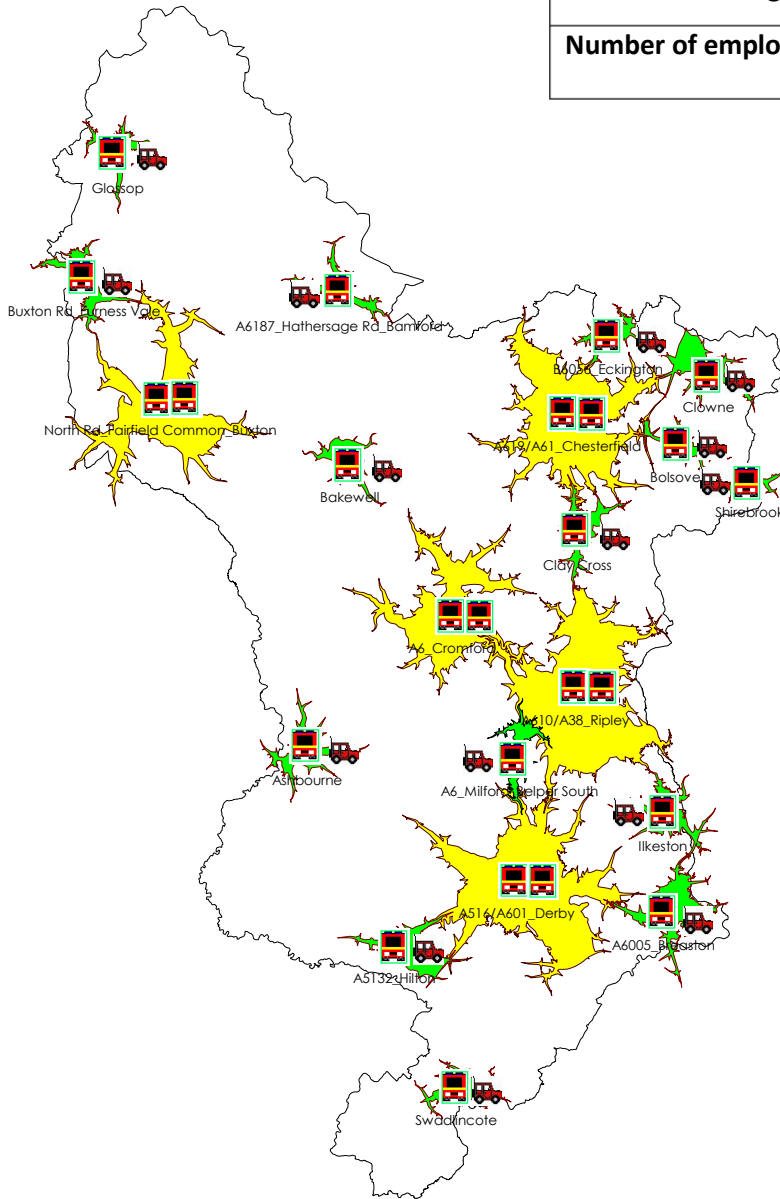 Number of emplo
Glossop
Buxton Rd_Furness Vale
A6187_Hathersage Rd_Bamford
B6056_Eckington
Clowne
North Rd_Fairfield Common_Buxton
A619/A61_Chesterfield
Bolsover
Bakewell
Shirebrook
Clay Cross
A6_Cromford
A610/A38_Ripley
Ashbourne
A6_Milford_Belper South
Ilkeston
A516/A601_Derby
A6005_Breaston
A5132_Hilton
Swadlincote